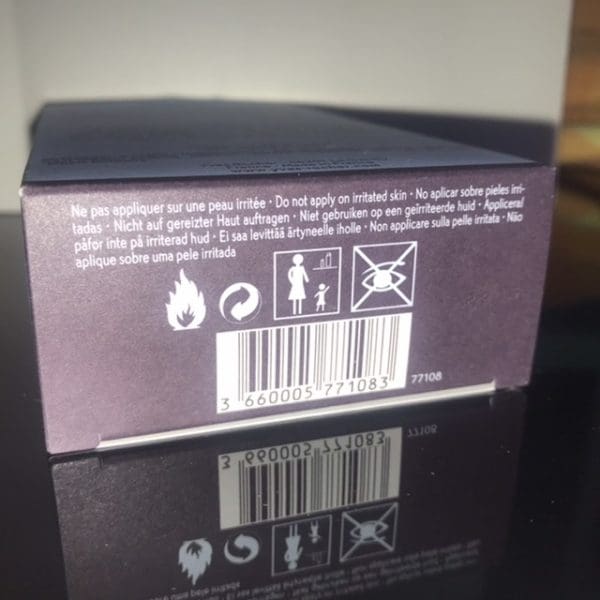 Ne pas appliquer sur une peau irritée · Do not apply on irritated skin · No aplicar sobre pieles irri-
tadas · Nicht auf gereizter Haut auftragen · Niet gebruiken op een geïrriteerde huid · Appliceral
påför inte på irriterad hud · Ei saa levittää ärtyneelle iholle · Non applicare sulla pelle irritata · Não
aplique sobre uma pele irritada
3 660005 771083
77108